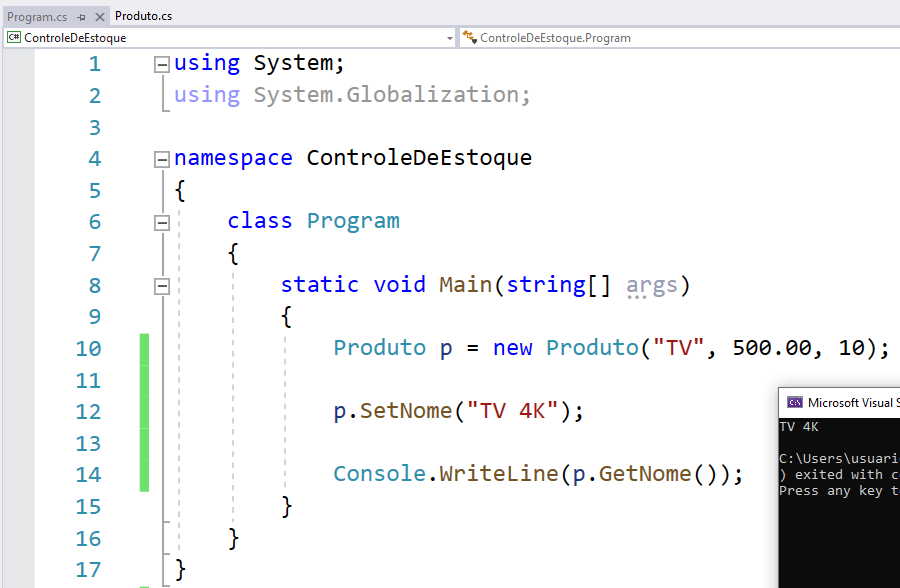 Program.cs Produto.cs
C# ControleDeEstoque ControleDeEstoque.Program
1 using System;
2 using System.Globalization;
3
4 namespace ControleDeEstoque
5 {
6 class Program
7 {
8 static void Main(string[] args)
9 {
10 Produto p = new Produto("TV", 500.00, 10);
11
12 p.SetNome("TV 4K");
13
14 Console.WriteLine(p.GetNome());
15 }
16 }
17 }
Microsoft Visual S
TV 4K
C:\Users\usuari
) exited with c
Press any key t